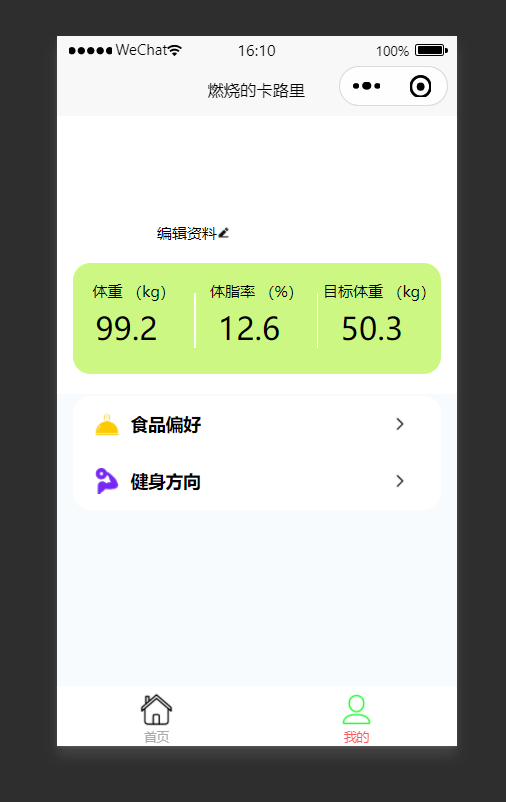 WeChat 16:10 100%
燃烧的卡路里
编辑资料
体重 （kg） 体脂率 （%） 目标体重 （kg）
99.2 12.6 50.3
食品偏好
健身方向
首页 我的